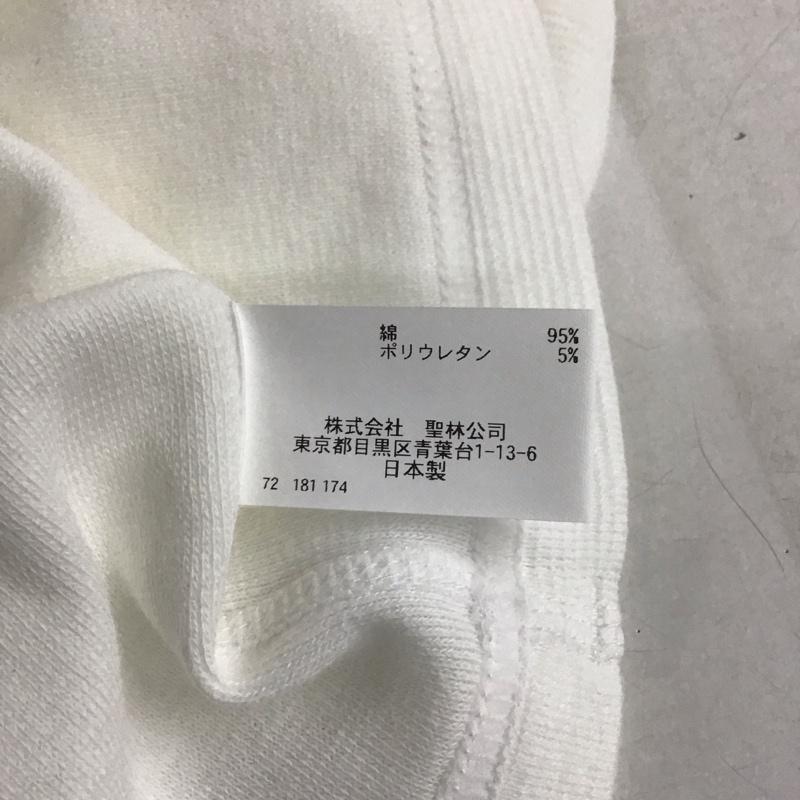 綿 95%
ポリウレタン 5%
株式会社 聖林公司
東京都目黒区青葉台1-13-6
日本製
72 181 174